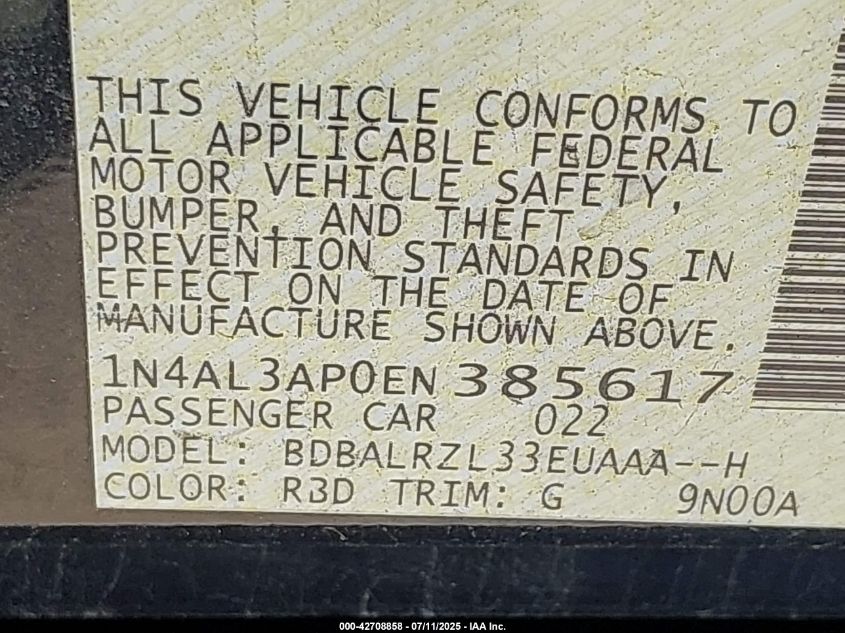 THIS VEHICLE CONFORMS TO
ALL APPLICABLE FEDERAL
MOTOR VEHICLE SAFETY,
BUMPER, AND THEFT
PREVENTION STANDARDS IN
EFFECT ON THE DATE OF
MANUFACTURE SHOWN ABOVE.
1N4AL3AP0EN385617
PASSENGER CAR 022
MODEL: BDBALRZL33EUAAA--H
COLOR: R3D TRIM: G 9N00A
000-42708858 - 07/11/2025 - IAA Inc.